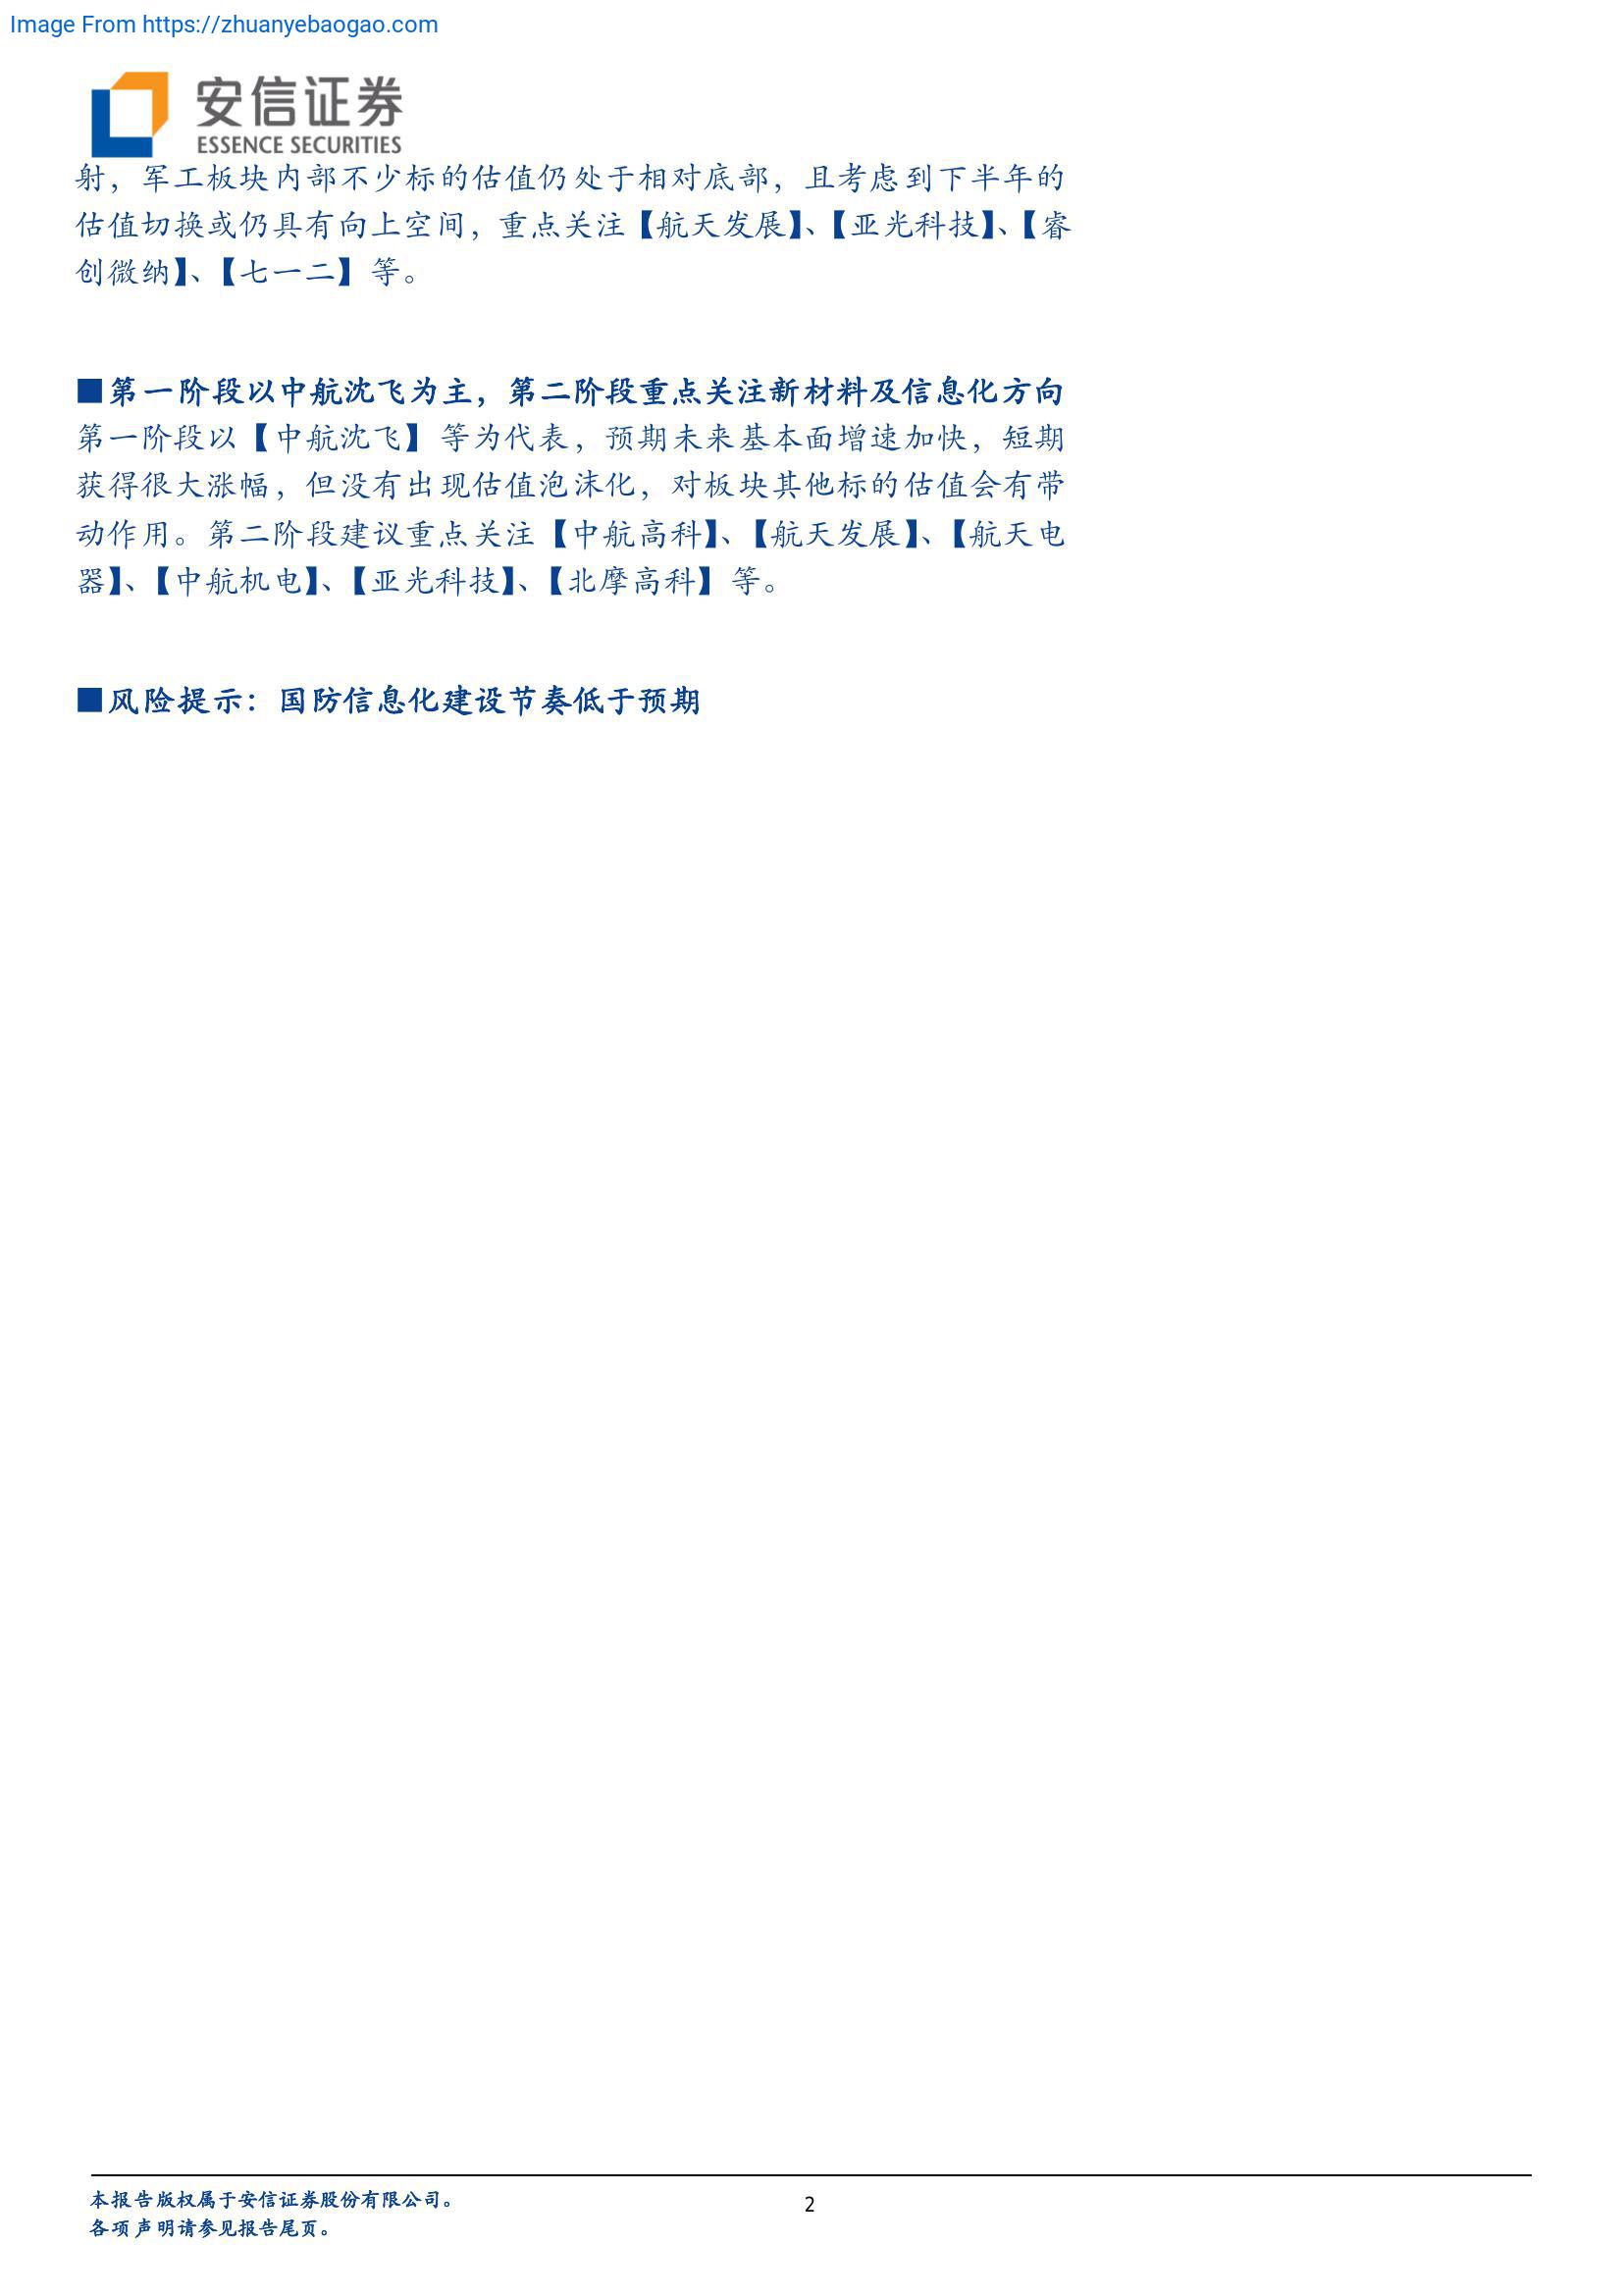 Image From https://zhuanyebaogao.com
安信证券
ESSENCE SECURITIES
射，军工板块内部不少标的估值仍处于相对底部，且考虑到下半年的
估值切换或仍具有向上空间，重点关注【航天发展】、【亚光科技】、【睿
创微纳】、【七一二】等。
■第一阶段以中航沈飞为主，第二阶段重点关注新材料及信息化方向
第一阶段以【中航沈飞】等为代表，预期未来基本面增速加快，短期
获得很大涨幅，但没有出现估值泡沫化，对板块其他标的估值会有带
动作用。第二阶段建议重点关注【中航高科】、【航天发展】、【航天电
器】、【中航机电】、【亚光科技】、【北摩高科】等。
■风险提示：国防信息化建设节奏低于预期
本报告版权属于安信证券股份有限公司。
各项声明请参见报告尾页。
2